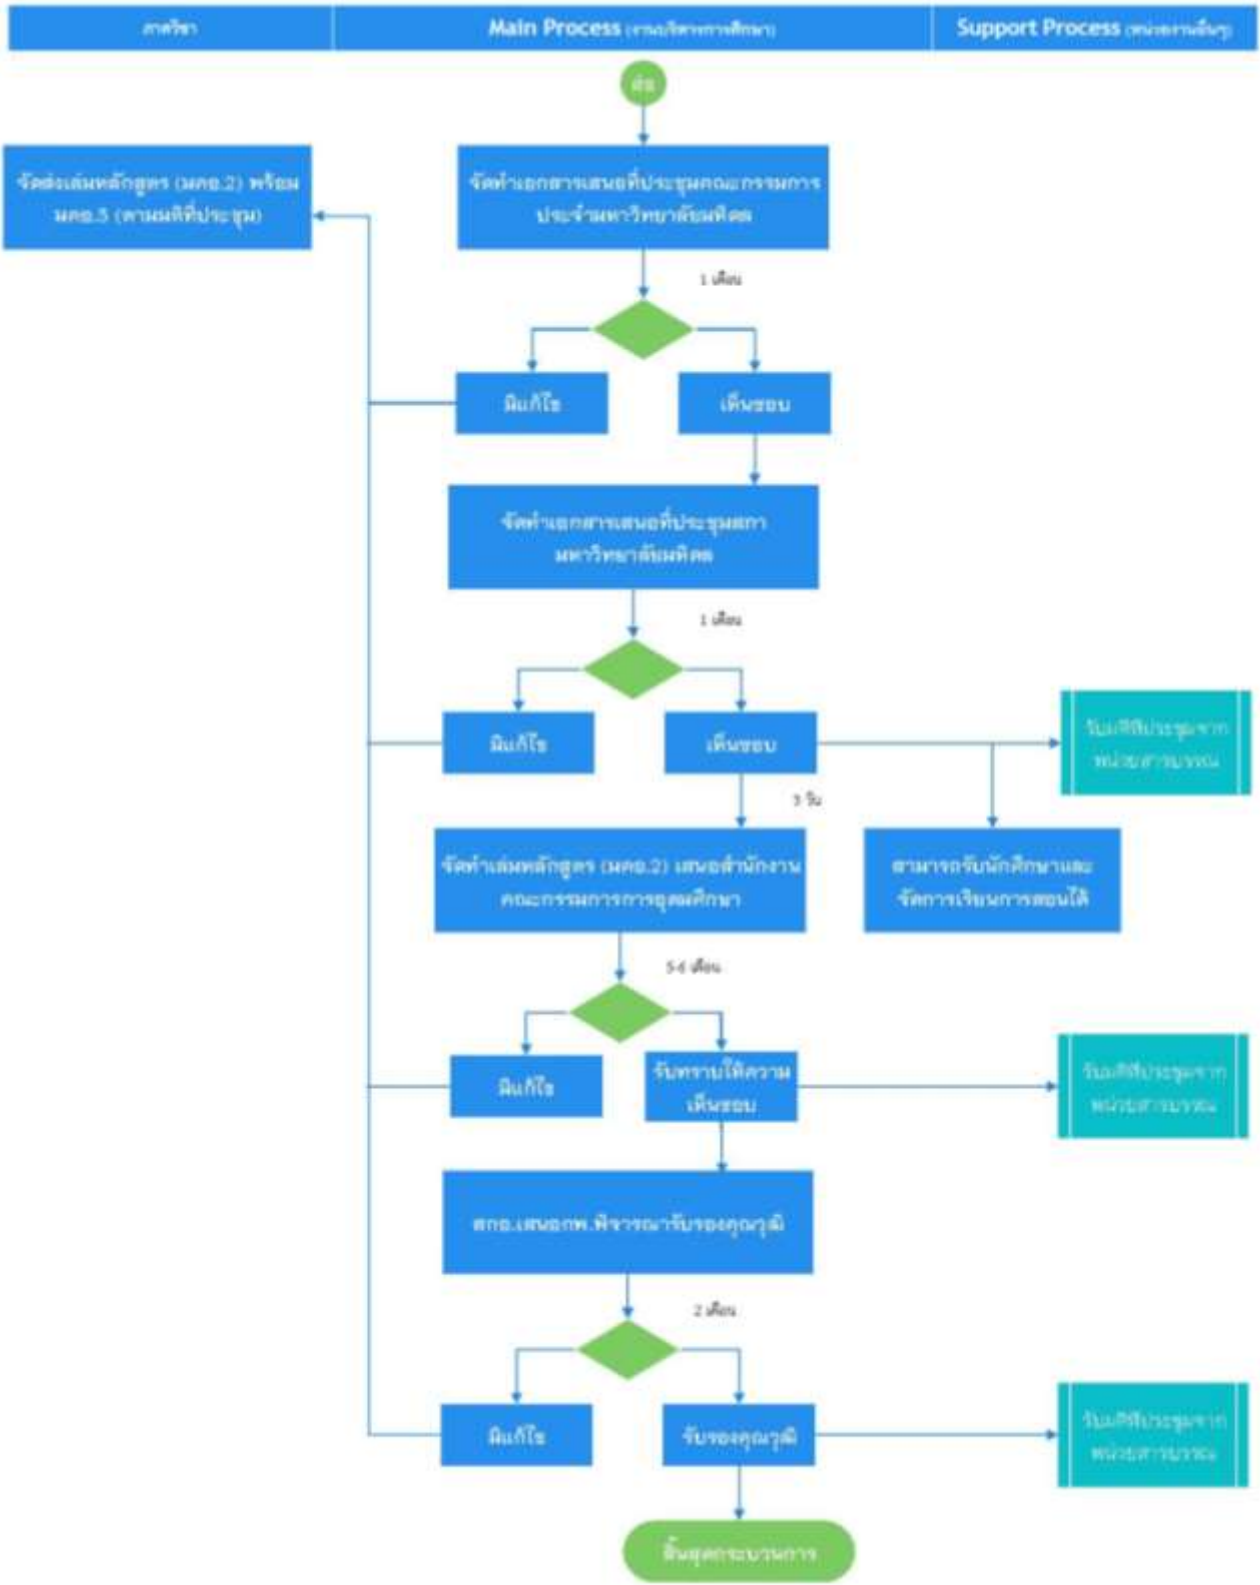 ภาควิชา
Main Process (งานบริหารการศึกษา)
Support Process (หน่วยงานอื่นๆ)
ต่อ
จัดส่งเล่มหลักสูตร (มคอ.2) พร้อม
มคอ.3 (ตามมติที่ประชุม)
จัดทำเอกสารเสนอที่ประชุมคณะกรรมการ
ประจำมหาวิทยาลัยมหิดล
1 เดือน
มีแก้ไข
เห็นชอบ
จัดทำเอกสารเสนอที่ประชุมสภา
มหาวิทยาลัยมหิดล
1 เดือน
มีแก้ไข
เห็นชอบ
รับมติที่ประชุมจาก
หน่วยสารบรรณ
3 วัน
จัดทำเล่มหลักสูตร (มคอ.2) เสนอสำนักงาน
คณะกรรมการการอุดมศึกษา
สามารถรับนักศึกษาและ
จัดการเรียนการสอนได้
5-6 เดือน
มีแก้ไข
รับทราบให้ความ
เห็นชอบ
รับมติที่ประชุมจาก
หน่วยสารบรรณ
สกอ.เสนอกพ.พิจารณารับรองคุณวุฒิ
2 เดือน
มีแก้ไข
รับรองคุณวุฒิ
รับมติที่ประชุมจาก
หน่วยสารบรรณ
สิ้นสุดกระบวนการ